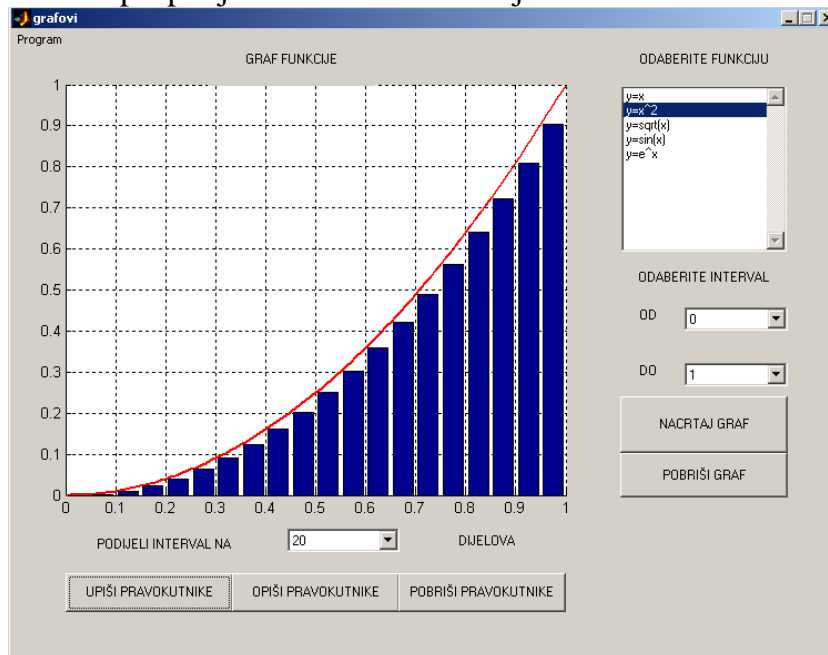 grafovi
Program
GRAF FUNKCIJE
ODABERITE FUNKCIJU
1
0.9
0.8
0.7
0.6
0.5
0.4
0.3
0.2
0.1
0
0 0.1 0.2 0.3 0.4 0.5 0.6 0.7 0.8 0.9 1
y=x
y=x^2
y=sqrt(x)
y=sin(x)
y=e^x
ODABERITE INTERVAL
OD 0
DO 1
NACRTAJ GRAF
POBRIŠI GRAF
PODIJELI INTERVAL NA 20 DIJELOVA
UPIŠI PRAVOKUTNIKE OPIŠI PRAVOKUTNIKE POBRIŠI PRAVOKUTNIKE